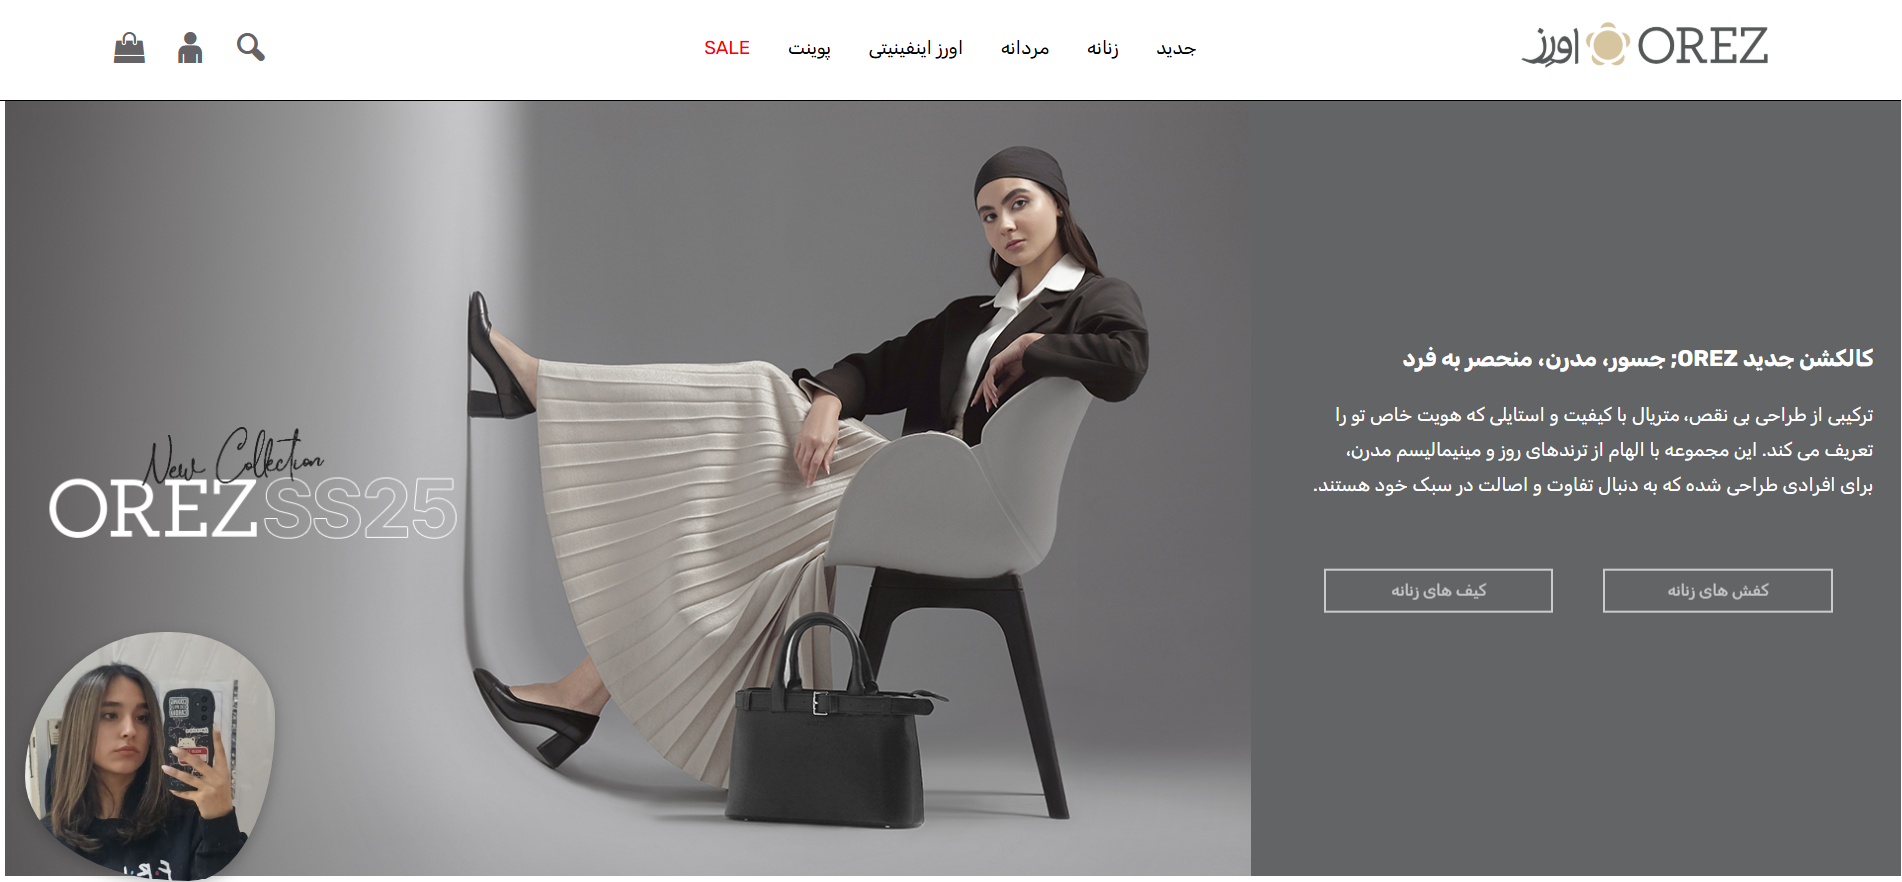 OREZ اورز
جدید
زنانه
مردانه
اورز اینفینیتی
پوینت
SALE
کالکشن جدید OREZ; جسور، مدرن، منحصر به فرد
ترکیبی از طراحی بی نقص، متریال با کیفیت و استایلی که هویت خاص تو را
تعریف می کند. این مجموعه با الهام از ترندهای روز و مینیمالیسم مدرن،
برای افرادی طراحی شده که به دنبال تفاوت و اصالت در سبک خود هستند.
کفش های زنانه
کیف های زنانه
New Collection
OREZ SS25